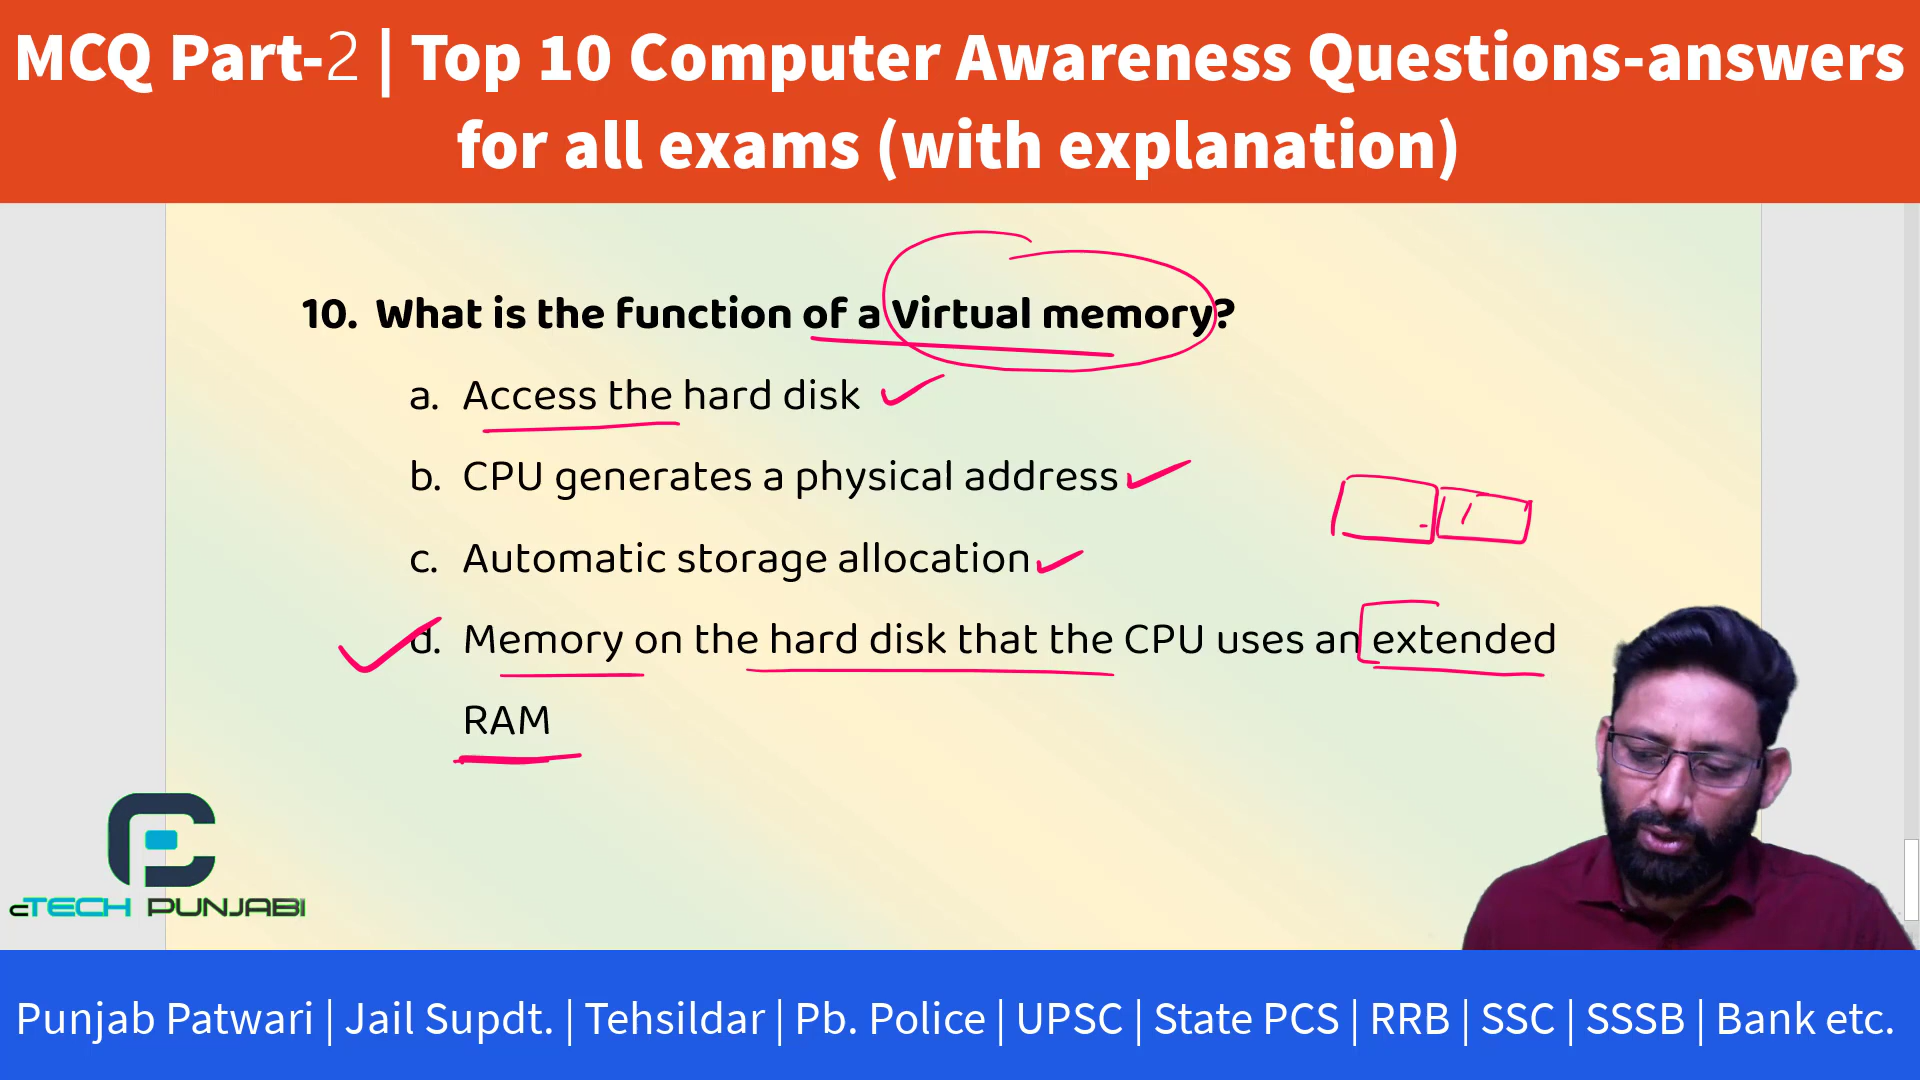 MCQ Part-2 | Top 10 Computer Awareness Questions-answers
for all exams (with explanation)
10. What is the function of a Virtual memory?
a. Access the hard disk
b. CPU generates a physical address
c. Automatic storage allocation
d. Memory on the hard disk that the CPU uses an extended
RAM
eTECH PUNJABI
Punjab Patwari | Jail Supdt. | Tehsildar | Pb. Police | UPSC | State PCS | RRB | SSC | SSSB | Bank etc.